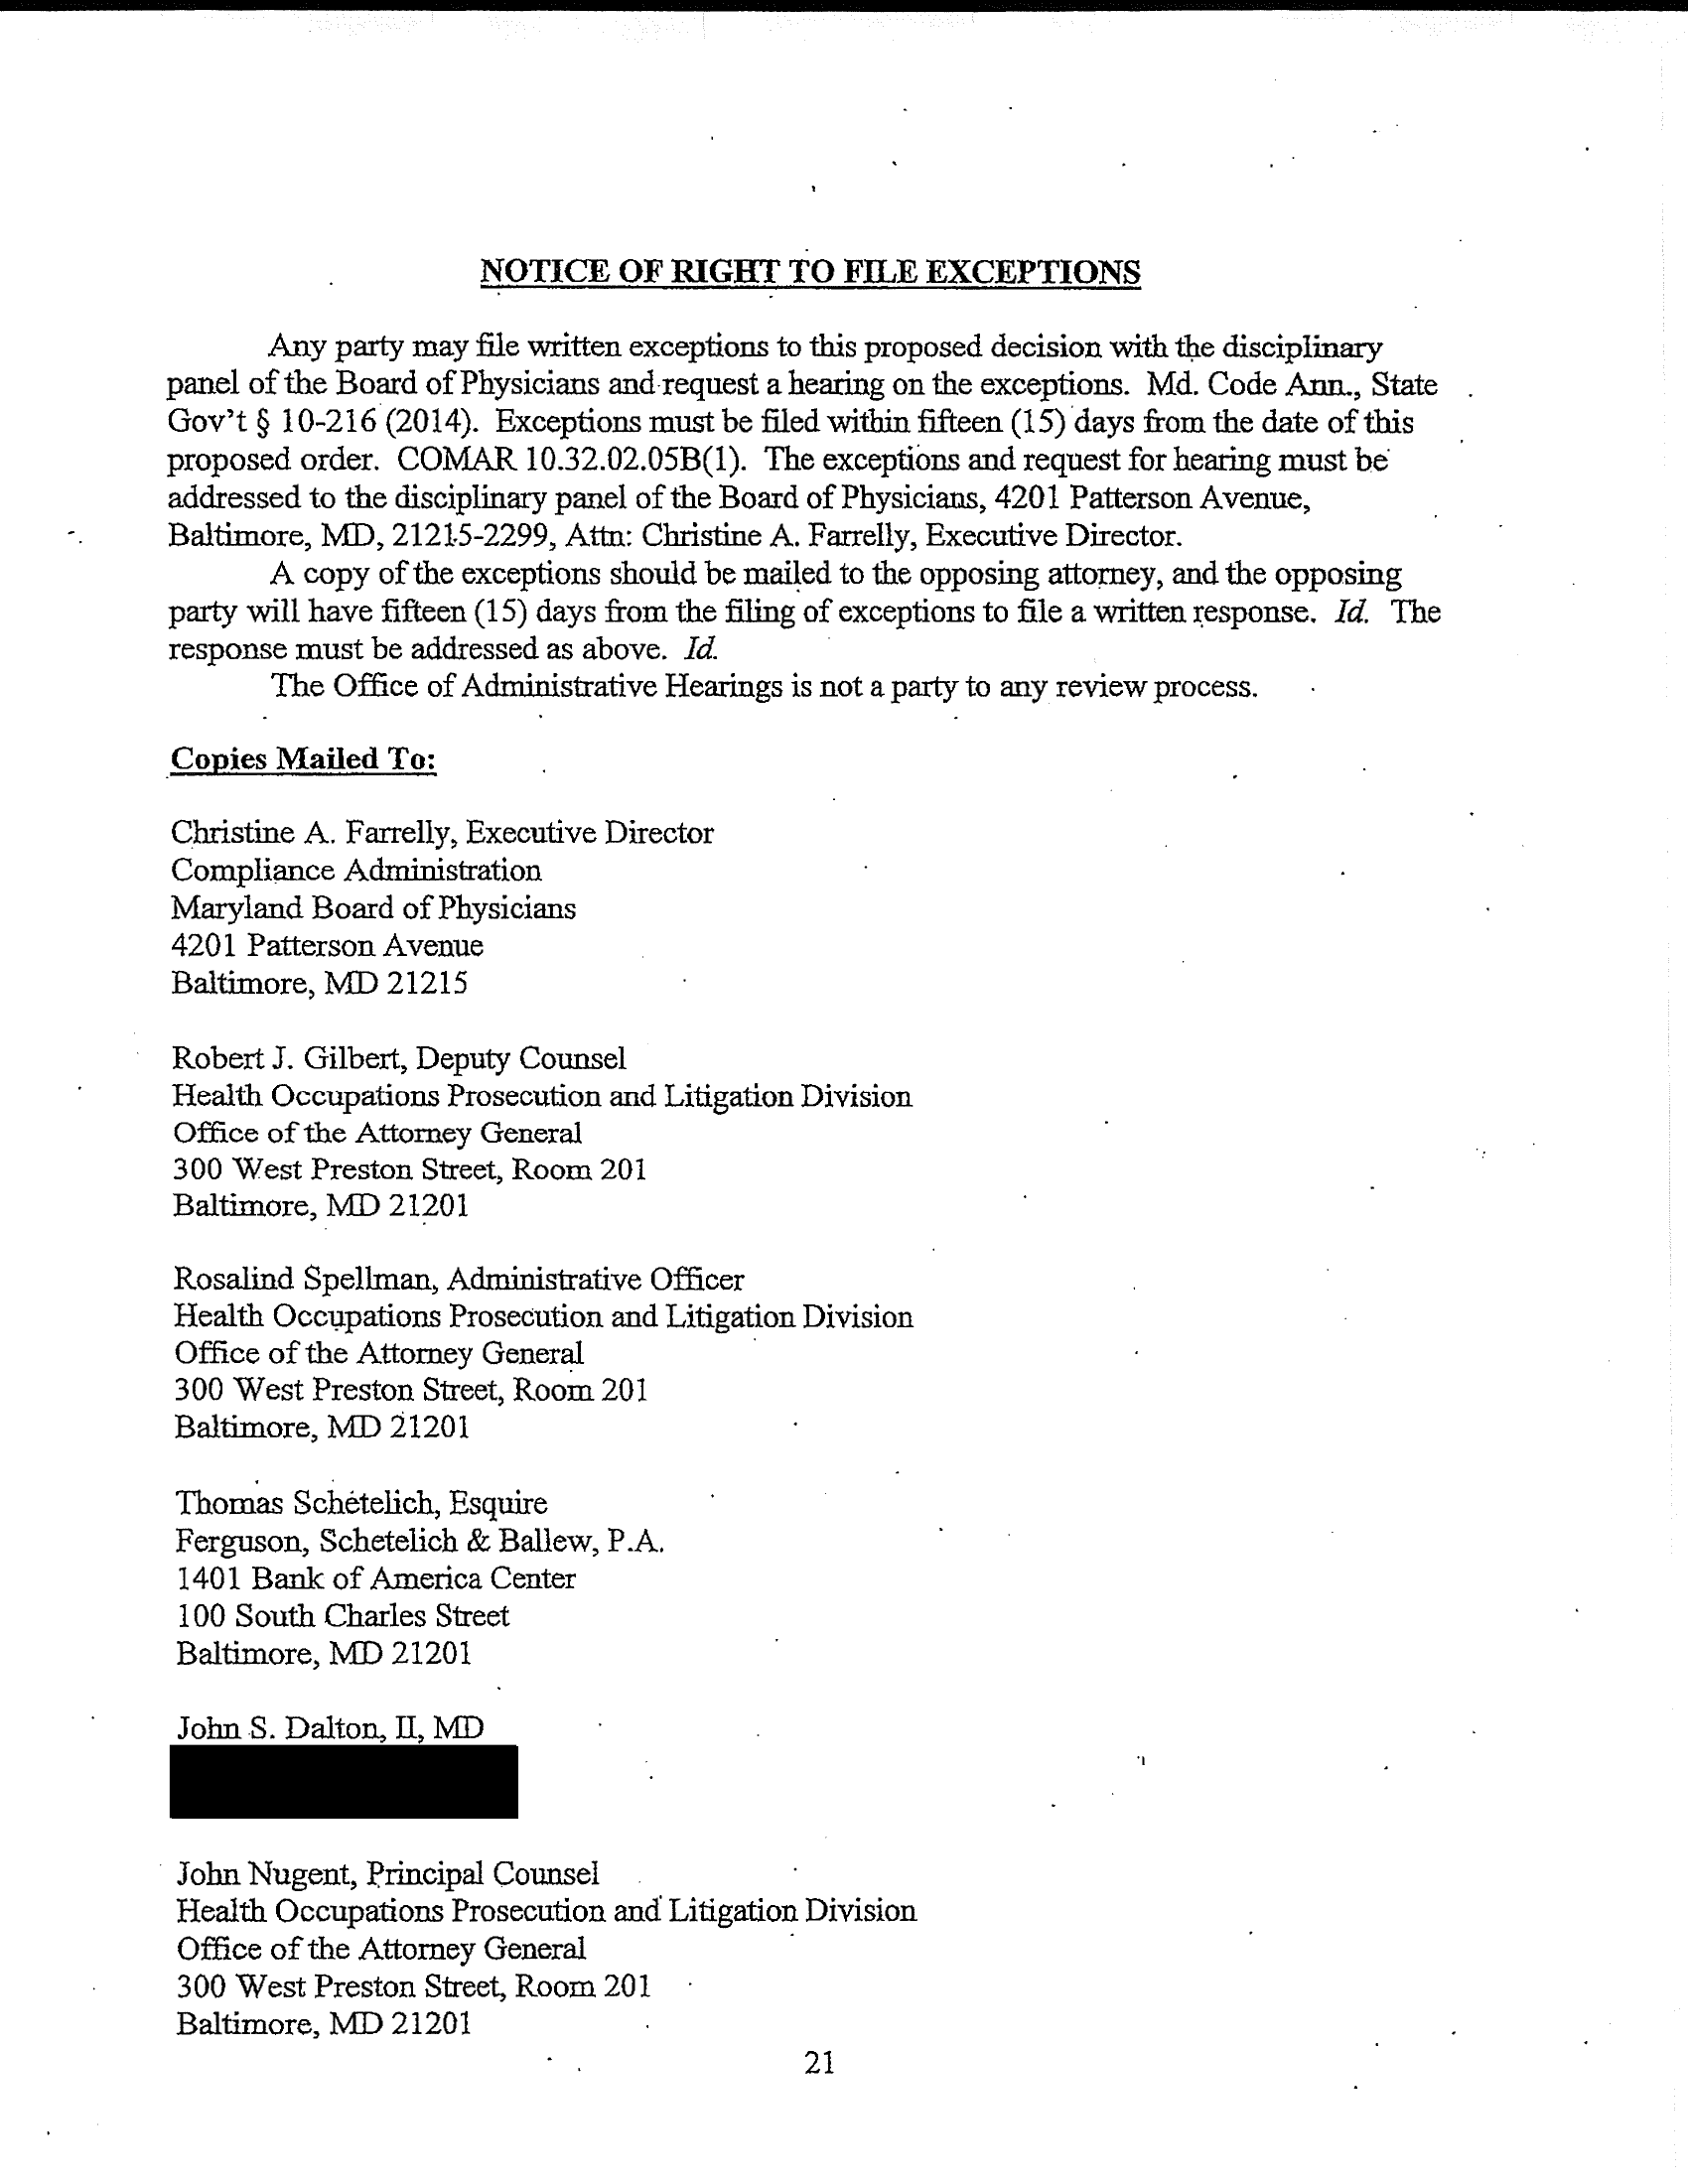 NOTICE OF RIGHT TO FILE EXCEPTIONS
Any party may file written exceptions to this proposed decision with the disciplinary
panel of the Board of Physicians and request a hearing on the exceptions. Md. Code Ann., State
Gov't § 10-216 (2014). Exceptions must be filed within fifteen (15) days from the date of this
proposed order. COMAR 10.32.02.05B(1). The exceptions and request for hearing must be
addressed to the disciplinary panel of the Board of Physicians, 4201 Patterson Avenue,
Baltimore, MD, 21215-2299, Attn: Christine A. Farrelly, Executive Director.
A copy of the exceptions should be mailed to the opposing attorney, and the opposing
party will have fifteen (15) days from the filing of exceptions to file a written response. Id. The
response must be addressed as above. Id.
The Office of Administrative Hearings is not a party to any review process.
Copies Mailed To:
Christine A. Farrelly, Executive Director
Compliance Administration
Maryland Board of Physicians
4201 Patterson Avenue
Baltimore, MD 21215
Robert J. Gilbert, Deputy Counsel
Health Occupations Prosecution and Litigation Division
Office of the Attorney General
300 West Preston Street, Room 201
Baltimore, MD 21201
Rosalind Spellman, Administrative Officer
Health Occupations Prosecution and Litigation Division
Office of the Attorney General
300 West Preston Street, Room 201
Baltimore, MD 21201
Thomas Schetelich, Esquire
Ferguson, Schetelich & Ballew, P.A.
1401 Bank of America Center
100 South Charles Street
Baltimore, MD 21201
John S. Dalton, II, MD
John Nugent, Principal Counsel
Health Occupations Prosecution and Litigation Division
Office of the Attorney General
300 West Preston Street, Room 201
Baltimore, MD 21201
21